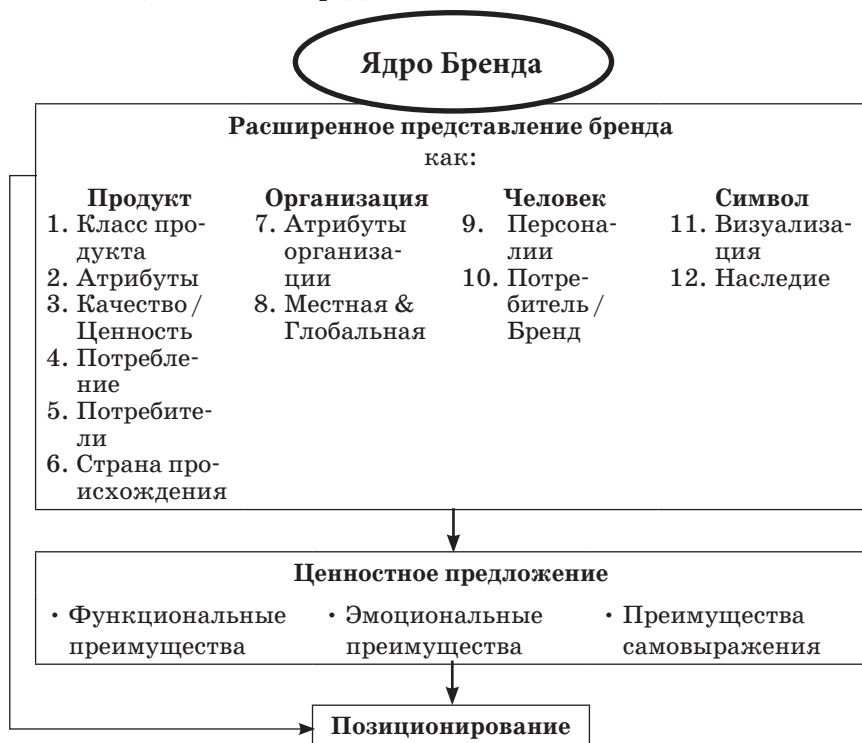 Ядро Бренда
Расширенное представление бренда
как:
Продукт
1. Класс про-
дукта
2. Атрибуты
3. Качество / 
Ценность
4. Потребле-
ние
5. Потребите-
ли
6. Страна про-
исхождения
Организация
7. Атрибуты
организа-
ции
8. Местная &
Глобальная
Человек
9. Персона-
лии
10. Потре-
битель /
Бренд
Символ
11. Визуализа-
ция
12. Наследие
Ценностное предложение
· Функциональные
преимущества
· Эмоциональные
преимущества
· Преимущества
самовыражения
Позиционирование